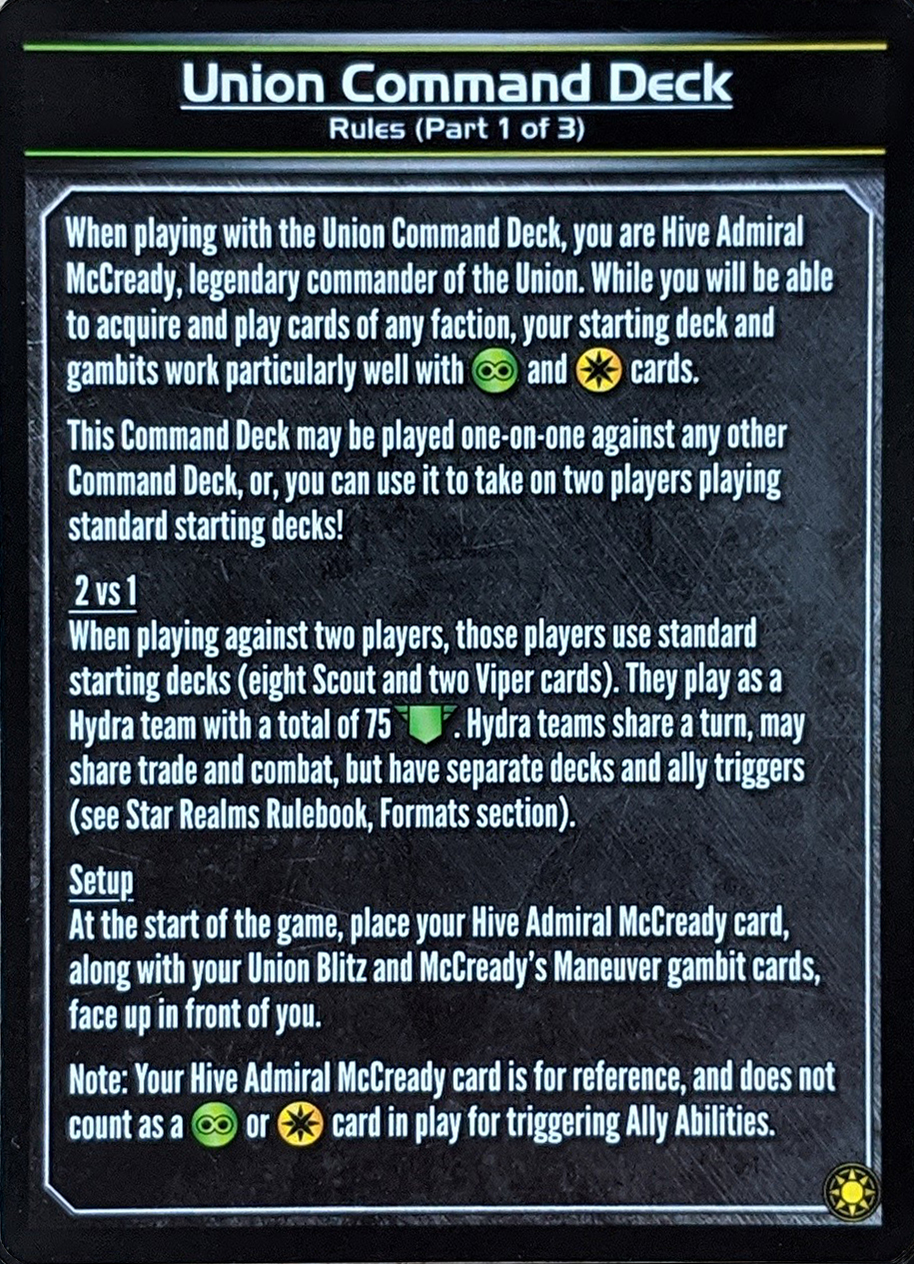 Union Command Deck
Rules (Part 1 of 3)
When playing with the Union Command Deck, you are Hive Admiral
McCready, legendary commander of the Union. While you will be able
to acquire and play cards of any faction, your starting deck and
gambits work particularly well with and cards.
This Command Deck may be played one-on-one against any other
Command Deck, or, you can use it to take on two players playing
standard starting decks!
2 vs 1
When playing against two players, those players use standard
starting decks (eight Scout and two Viper cards). They play as a
Hydra team with a total of 75 . Hydra teams share a turn, may
share trade and combat, but have separate decks and ally triggers
(see Star Realms Rulebook, Formats section).
Setup
At the start of the game, place your Hive Admiral McCready card,
along with your Union Blitz and McCready's Maneuver gambit cards,
face up in front of you.
Note: Your Hive Admiral McCready card is for reference, and does not
count as a or card in play for triggering Ally Abilities.